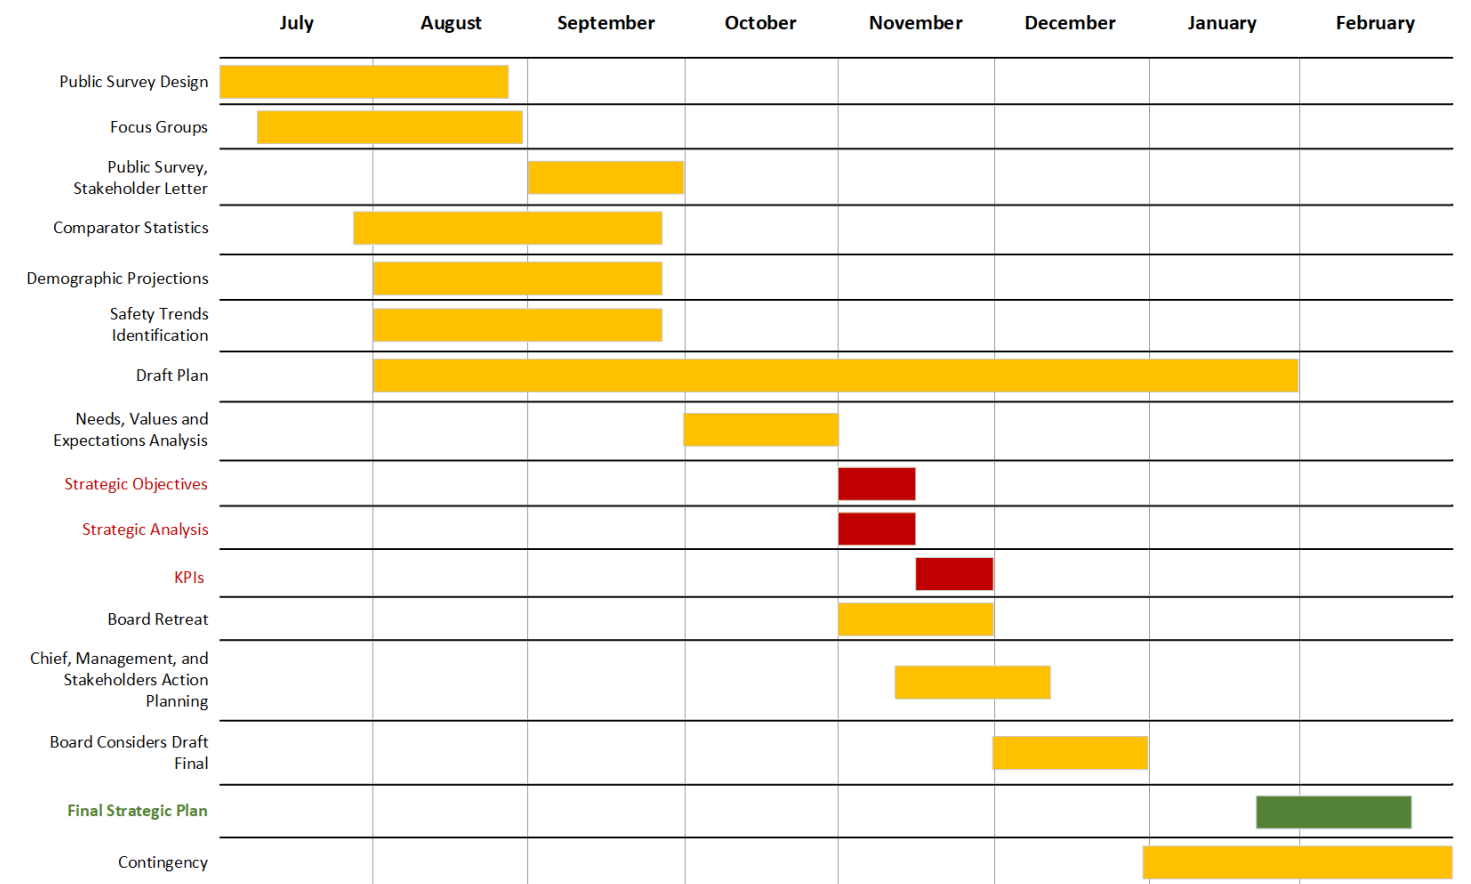 July August September October November December January February
Public Survey Design
Focus Groups
Public Survey,
Stakeholder Letter
Comparator Statistics
Demographic Projections
Safety Trends
Identification
Draft Plan
Needs, Values and
Expectations Analysis
Strategic Objectives
Strategic Analysis
KPIs
Board Retreat
Chief, Management, and
Stakeholders Action
Planning
Board Considers Draft
Final
Final Strategic Plan
Contingency